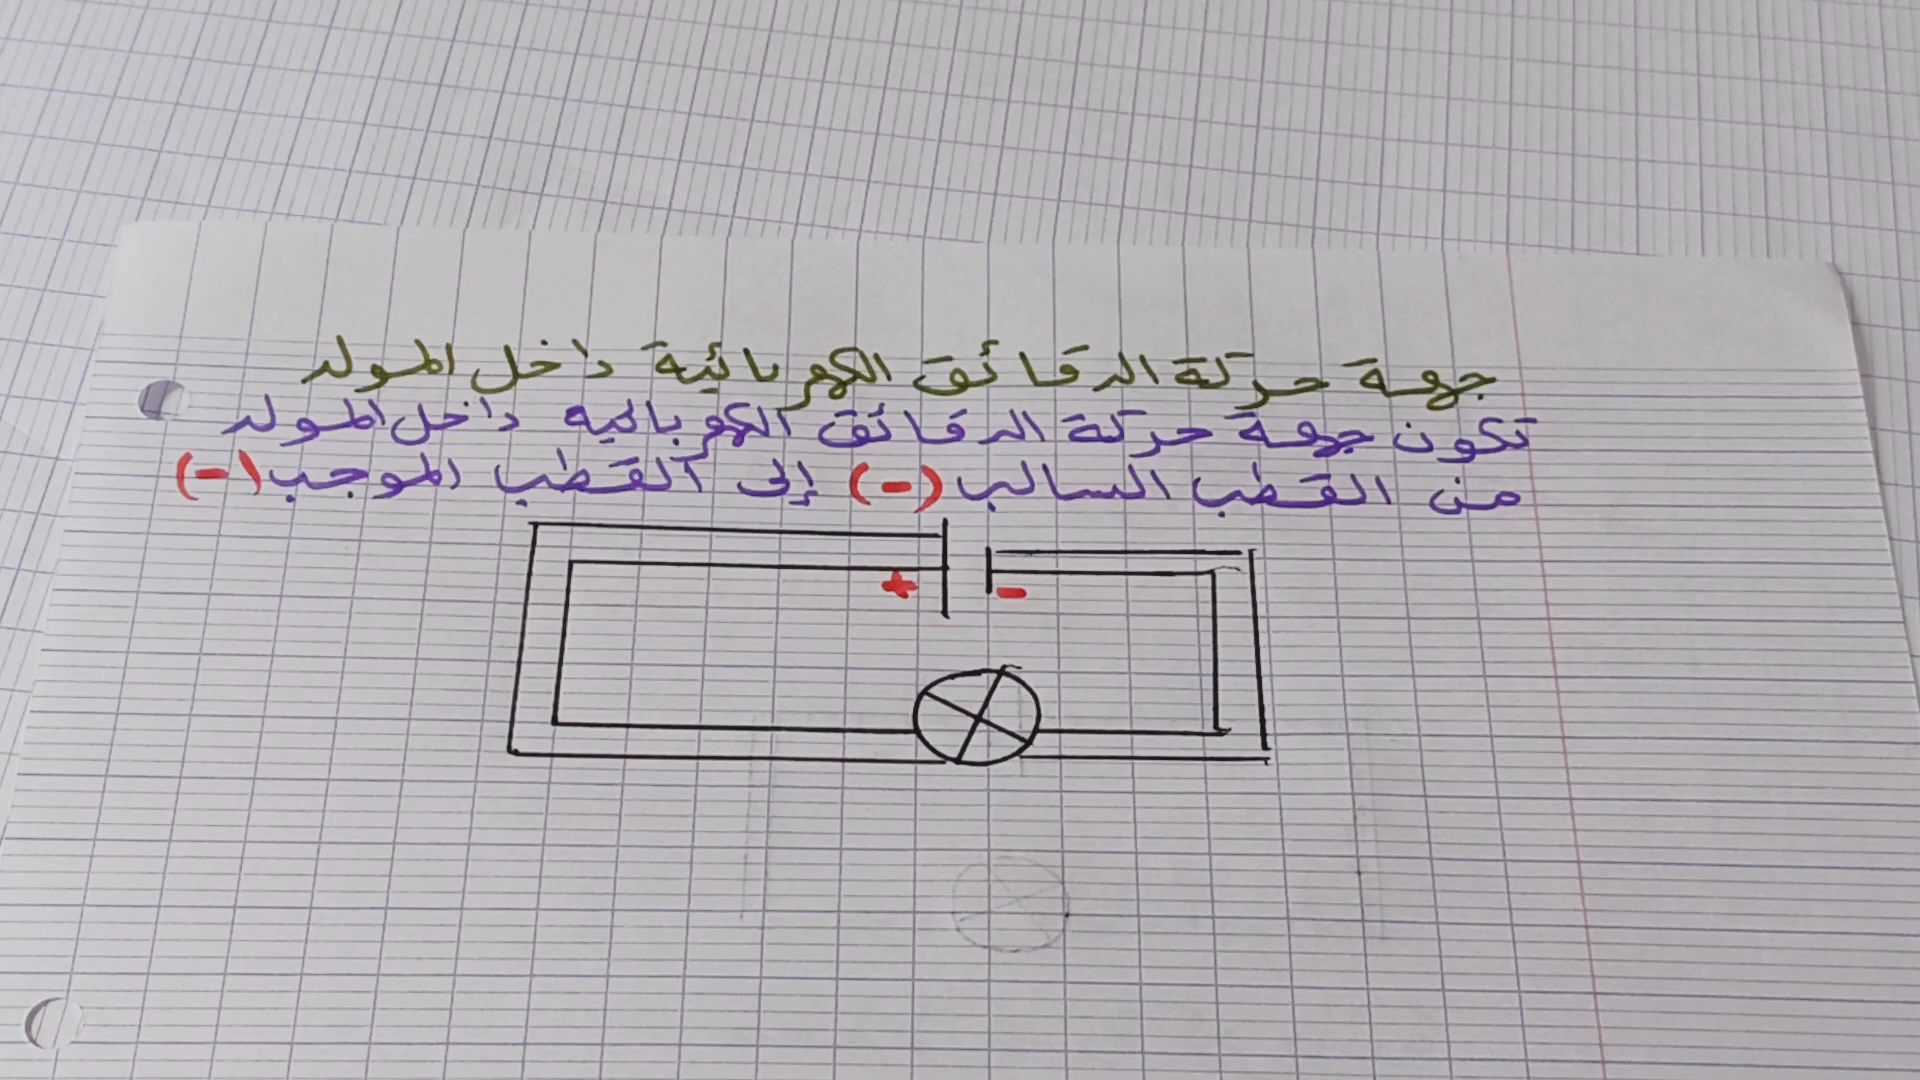 جهة حركة الدقائق الكهربائية داخل المولد
تكون جهة حركة الدقائق الكهربائية داخل المولد
من القطب السالب (-) إلى القطب الموجب (-)
+ -